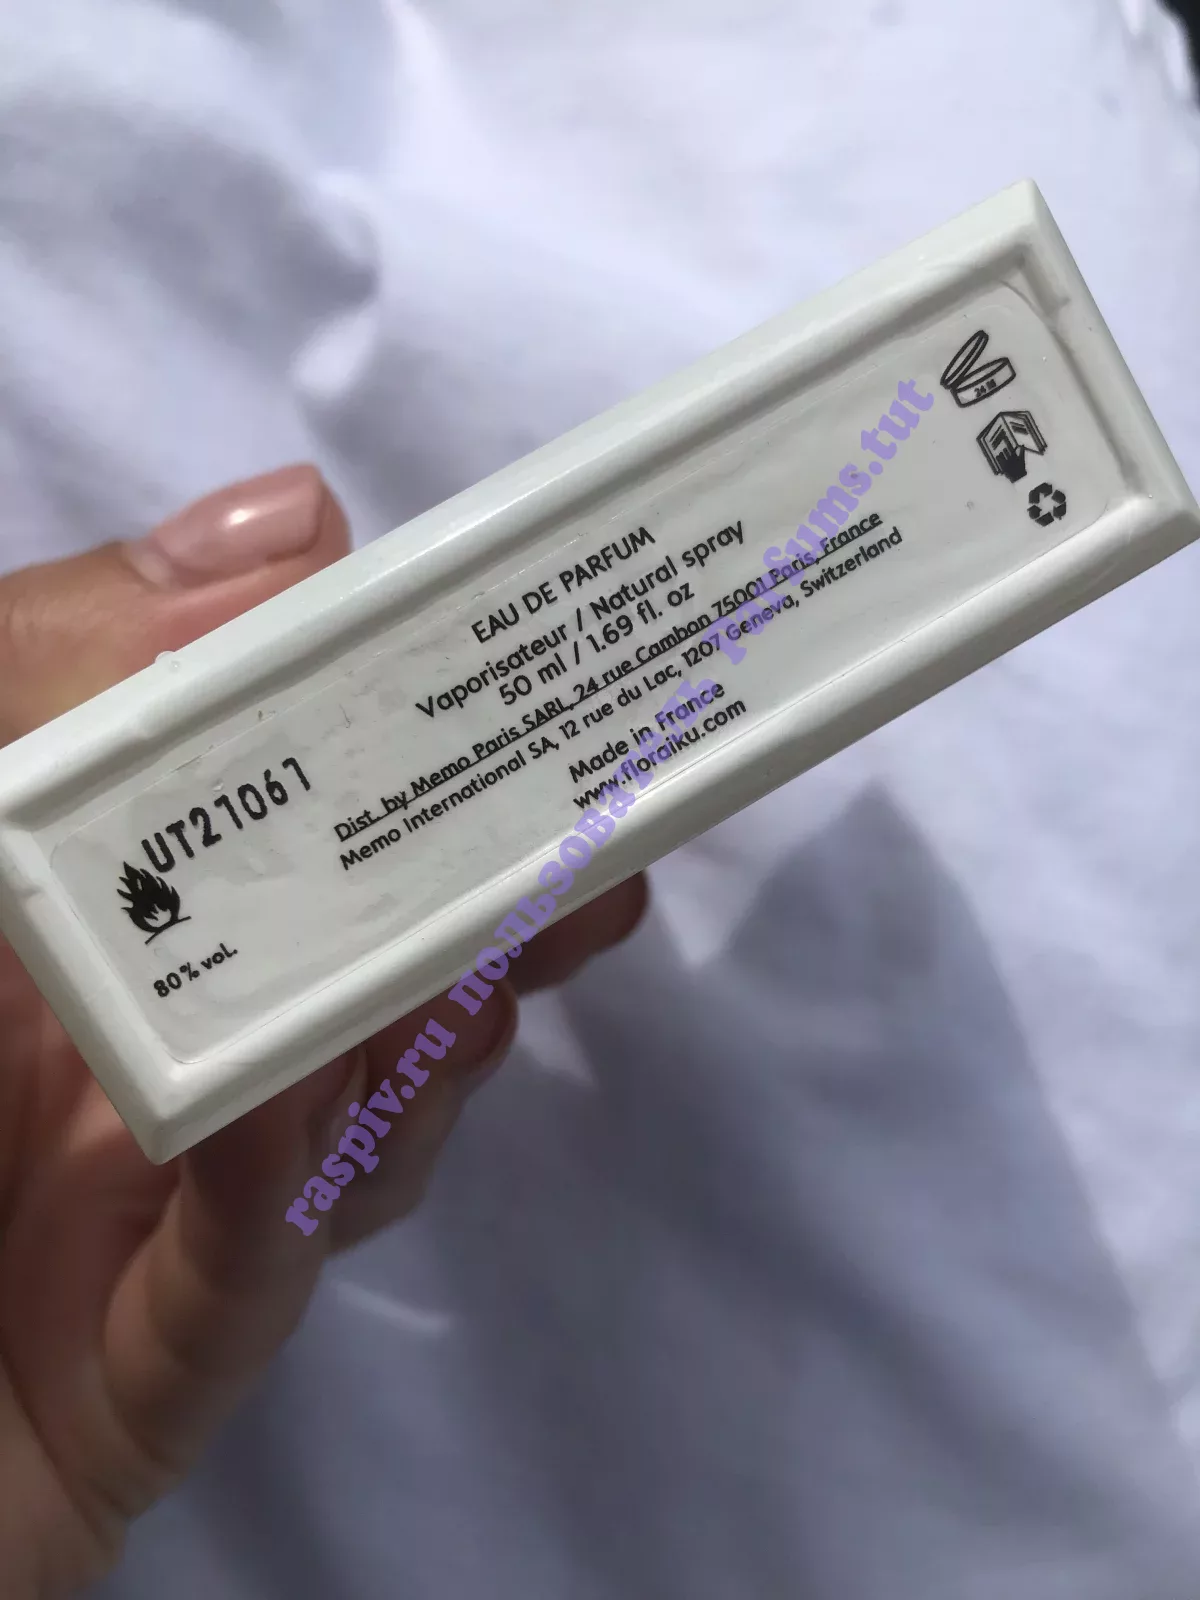 EAU DE PARFUM
Vaporisateur / Natural spray
50 ml / 1.69 fl. oz
Dist. by Memo Paris SARL, 24 rue Cambon 75001 Paris, France
Memo International SA, 12 rue du Lac, 1207 Geneva, Switzerland
Made in France
www.floraiku.com
UT21061
80% vol.
24 M
raspiv.ru пользователь Parfums.tut